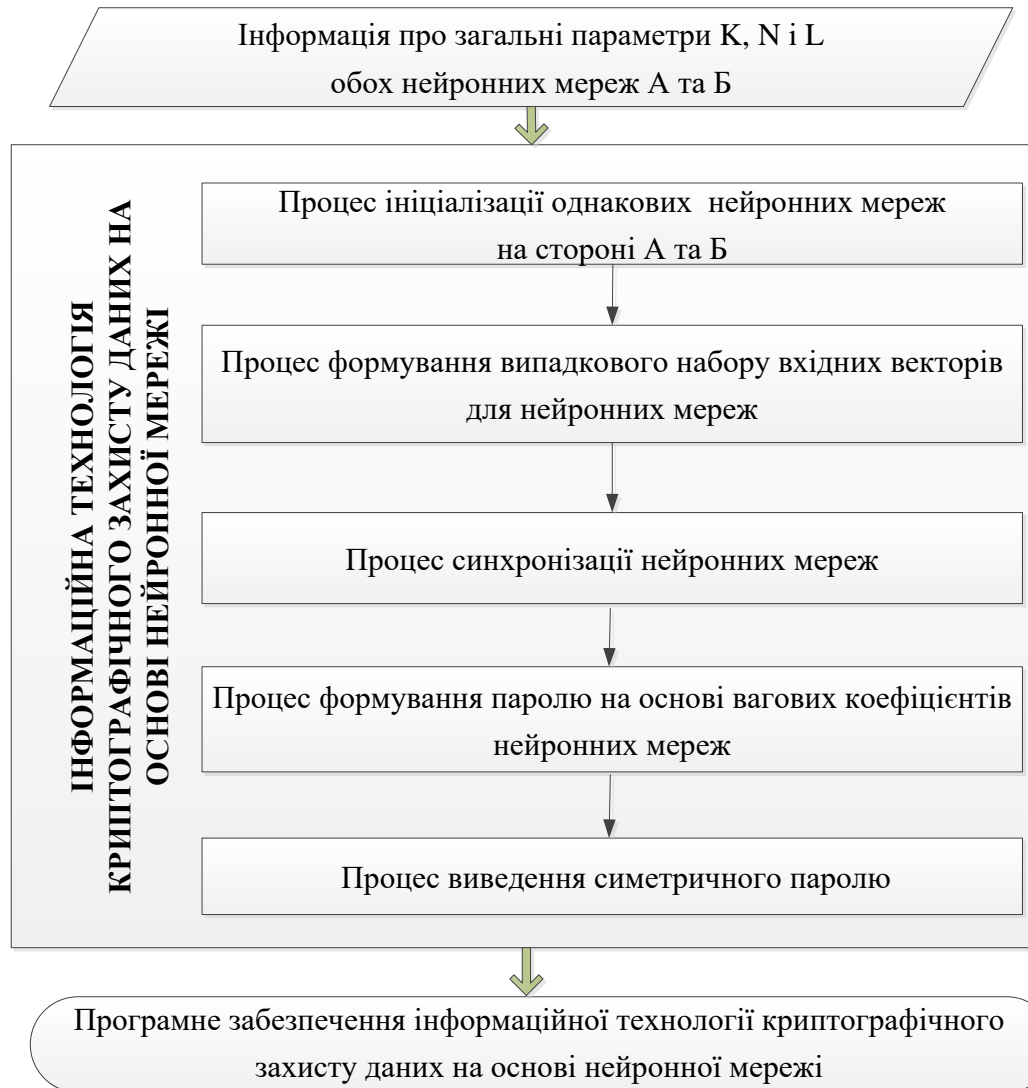 Інформація про загальні параметри K, N і L
обох нейронних мереж А та Б
ІНФОРМАЦІЙНА ТЕХНОЛОГІЯ
КРИПТОГРАФІЧНОГО ЗАХИСТУ ДАНИХ НА
ОСНОВІ НЕЙРОННОЇ МЕРЕЖІ
Процес ініціалізації однакових нейронних мереж
на стороні А та Б
Процес формування випадкового набору вхідних векторів
для нейронних мереж
Процес синхронізації нейронних мереж
Процес формування паролю на основі вагових коефіцієнтів
нейронних мереж
Процес виведення симетричного паролю
Програмне забезпечення інформаційної технології криптографічного
захисту даних на основі нейронної мережі